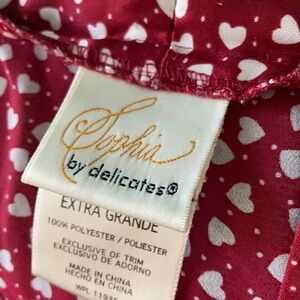 Sophia
by delicates®
EXTRA GRANDE
100% POLYESTER / POLIESTER
EXCLUSIVE OF TRIM
EXCLUSIVO DE ADORNO
MADE IN CHINA
HECHO EN CHINA
WPL